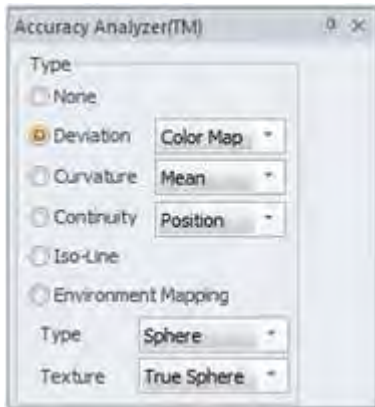 Accuracy Analyzer(TM)
Type
None
Deviation Color Map
Curvature Mean
Continuity Position
Iso-Line
Environment Mapping
Type Sphere
Texture True Sphere